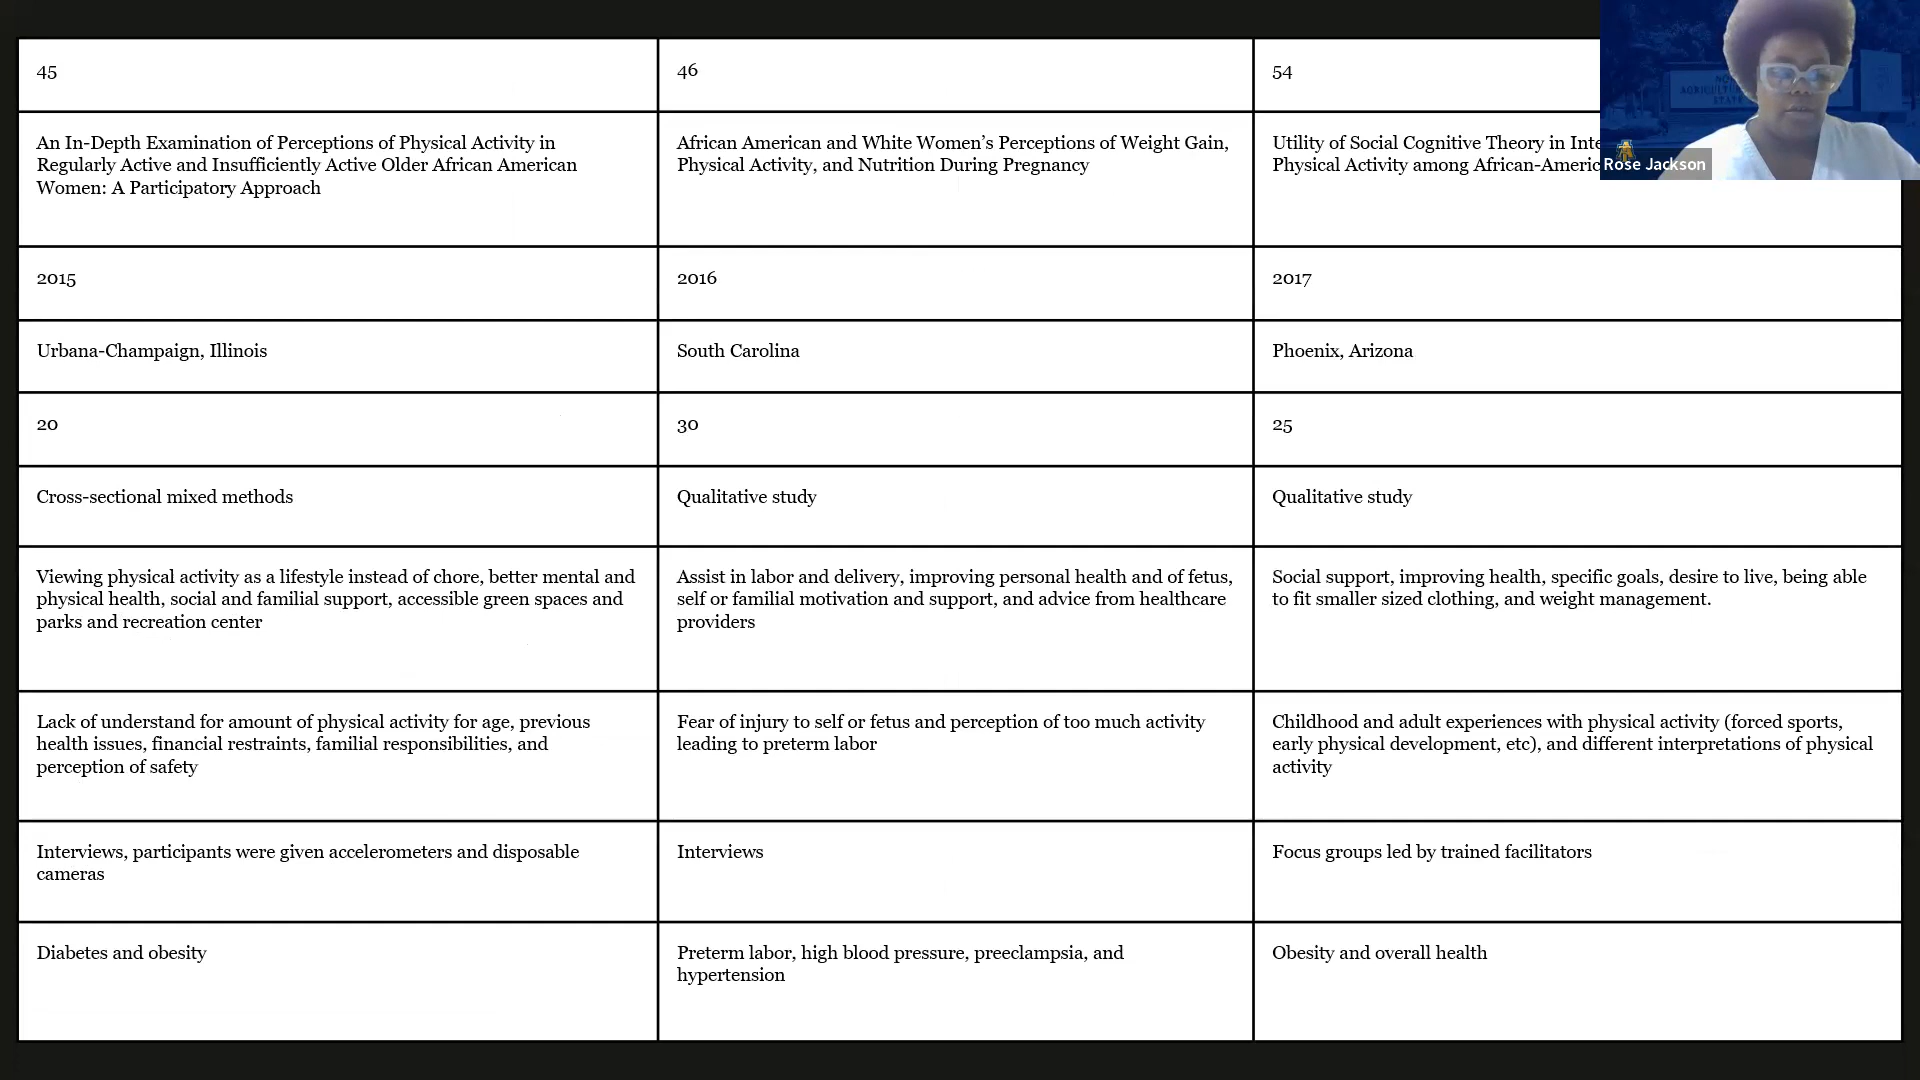 45
46
54
An In-Depth Examination of Perceptions of Physical Activity in
Regularly Active and Insufficiently Active Older African American
Women: A Participatory Approach
African American and White Women’s Perceptions of Weight Gain,
Physical Activity, and Nutrition During Pregnancy
Utility of Social Cognitive Theory in
Physical Activity among
Rose Jackson
2015
2016
2017
Urbana-Champaign, Illinois
South Carolina
Phoenix, Arizona
20
30
25
Cross-sectional mixed methods
Qualitative study
Qualitative study
Viewing physical activity as a lifestyle instead of chore, better mental and
physical health, social and familial support, accessible green spaces and
parks and recreation center
Assist in labor and delivery, improving personal health and of fetus,
self or familial motivation and support, and advice from healthcare
providers
Social support, improving health, specific goals, desire to live, being able
to fit smaller sized clothing, and weight management.
Lack of understand for amount of physical activity for age, previous
health issues, financial restraints, familial responsibilities, and
perception of safety
Fear of injury to self or fetus and perception of too much activity
leading to preterm labor
Childhood and adult experiences with physical activity (forced sports,
early physical development, etc), and different interpretations of physical
activity
Interviews, participants were given accelerometers and disposable
cameras
Interviews
Focus groups led by trained facilitators
Diabetes and obesity
Preterm labor, high blood pressure, preeclampsia, and
hypertension
Obesity and overall health